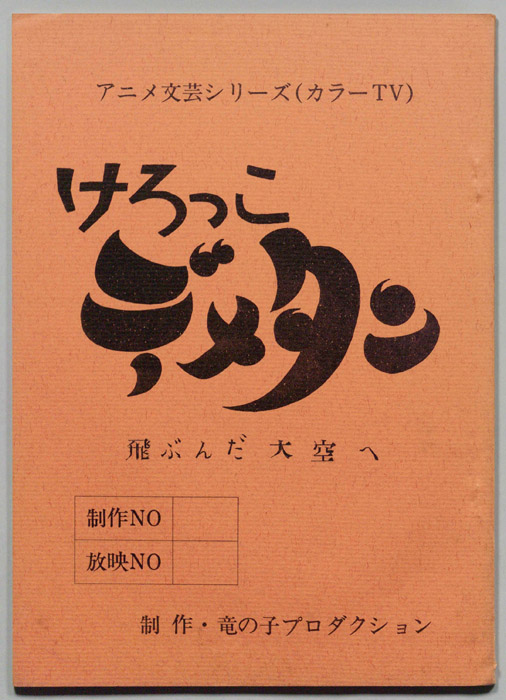 アニメ文芸シリーズ(カラーTV)
けろっこ
デメタン
飛ぶんだ大空へ
制作NO
放映NO
制作・竜の子プロダクション